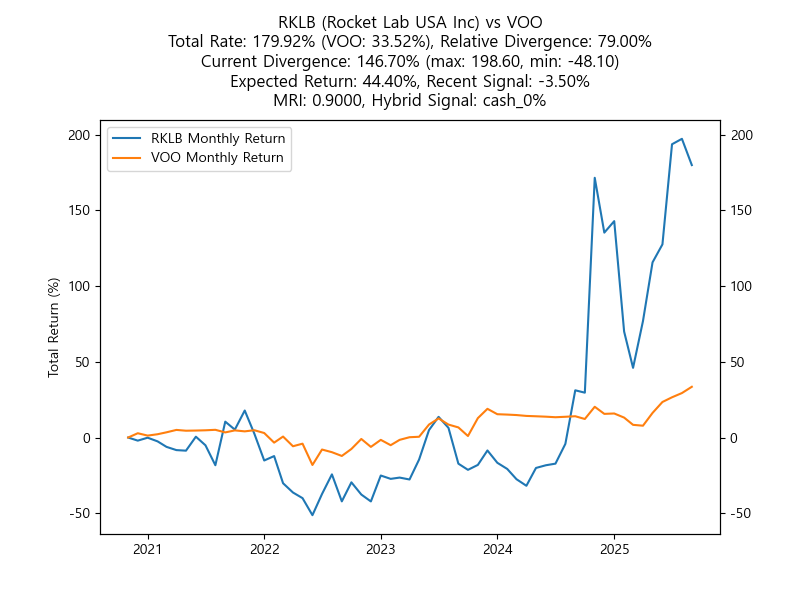 RKLB (Rocket Lab USA Inc) vs VOO
Total Rate: 179.92% (VOO: 33.52%), Relative Divergence: 79.00%
Current Divergence: 146.70% (max: 198.60, min: -48.10)
Expected Return: 44.40%, Recent Signal: -3.50%
MRI: 0.9000, Hybrid Signal: cash_0%
RKLB Monthly Return
VOO Monthly Return
Total Return (%)
200
150
100
50
0
-50
200
150
100
50
0
-50
2021
2022
2023
2024
2025